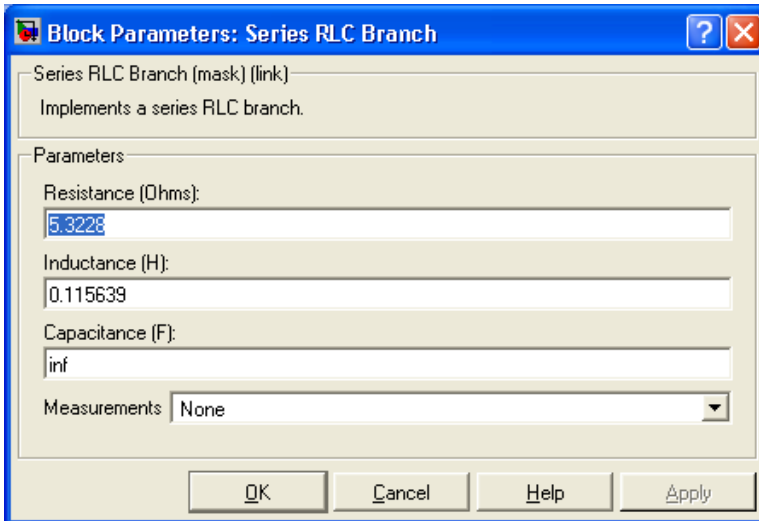 Block Parameters: Series RLC Branch
?
Series RLC Branch (mask) (link)
Implements a series RLC branch.
Parameters
Resistance (Ohms):
5.3228
Inductance (H):
0.115639
Capacitance (F):
inf
Measurements None
OK Cancel Help Apply